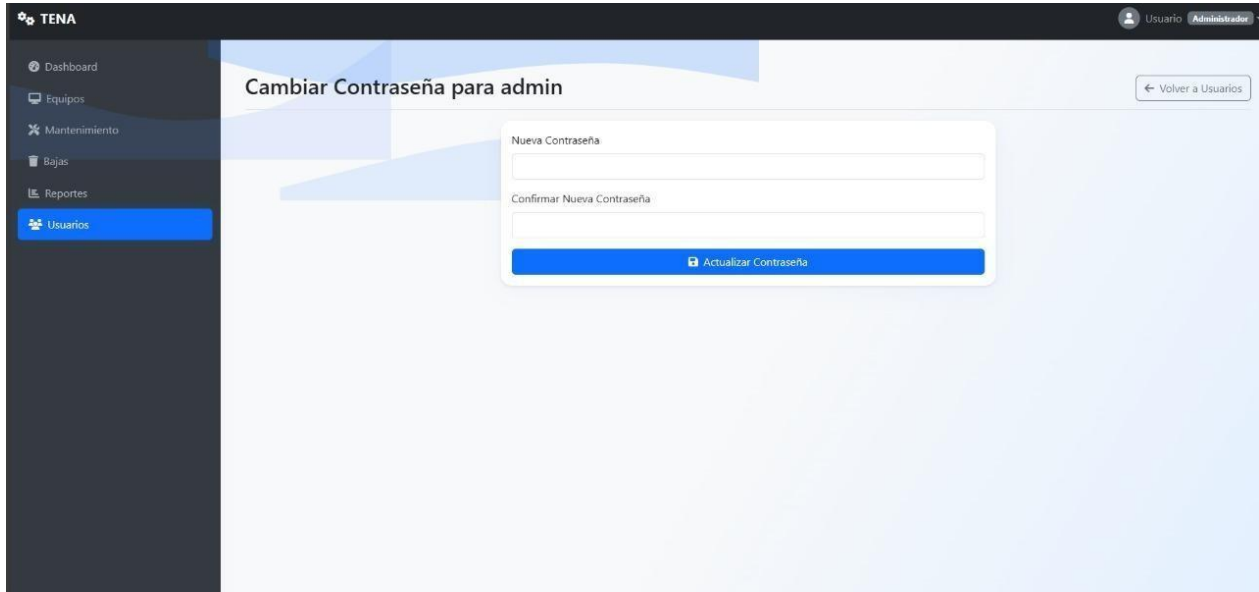 TENA
Usuario Administrador
Dashboard
Equipos
Mantenimiento
Bajas
Reportes
Usuarios
Cambiar Contraseña para admin
Volver a Usuarios
Nueva Contraseña
Confirmar Nueva Contraseña
Actualizar Contraseña